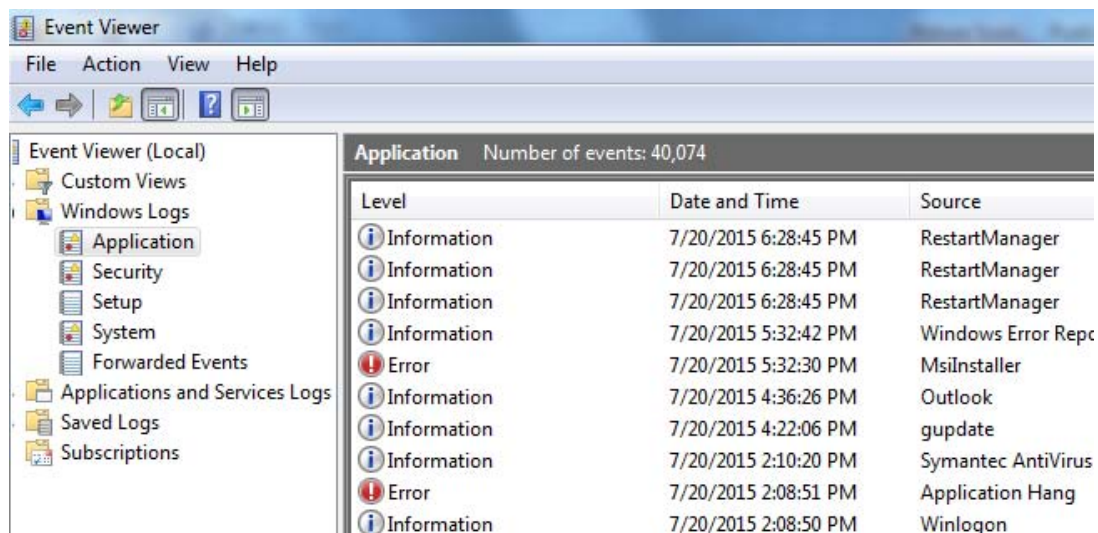 Event Viewer
File Action View Help
Event Viewer (Local)
Custom Views
Windows Logs
Application
Security
Setup
System
Forwarded Events
Applications and Services Logs
Saved Logs
Subscriptions
Application Number of events: 40,074
Level Date and Time Source
Information 7/20/2015 6:28:45 PM RestartManager
Information 7/20/2015 6:28:45 PM RestartManager
Information 7/20/2015 6:28:45 PM RestartManager
Information 7/20/2015 5:32:42 PM Windows Error Repo
Error 7/20/2015 5:32:30 PM MsiInstaller
Information 7/20/2015 4:36:26 PM Outlook
Information 7/20/2015 4:22:06 PM gupdate
Information 7/20/2015 2:10:20 PM Symantec AntiVirus
Error 7/20/2015 2:08:51 PM Application Hang
Information 7/20/2015 2:08:50 PM Winlogon